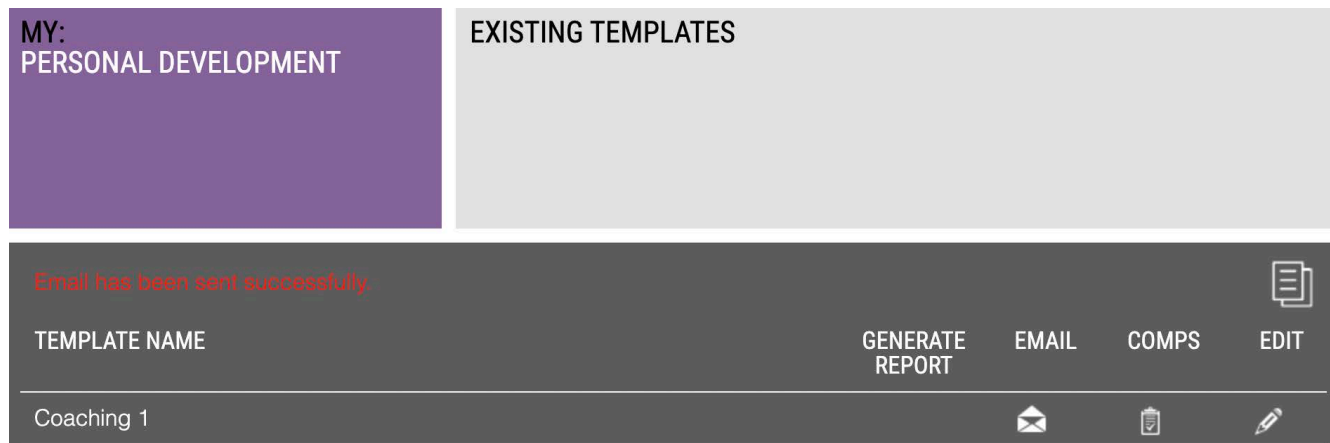 MY:
PERSONAL DEVELOPMENT
EXISTING TEMPLATES
Email has been sent successfully.
TEMPLATE NAME
GENERATE
REPORT
EMAIL
COMPS
EDIT
Coaching 1